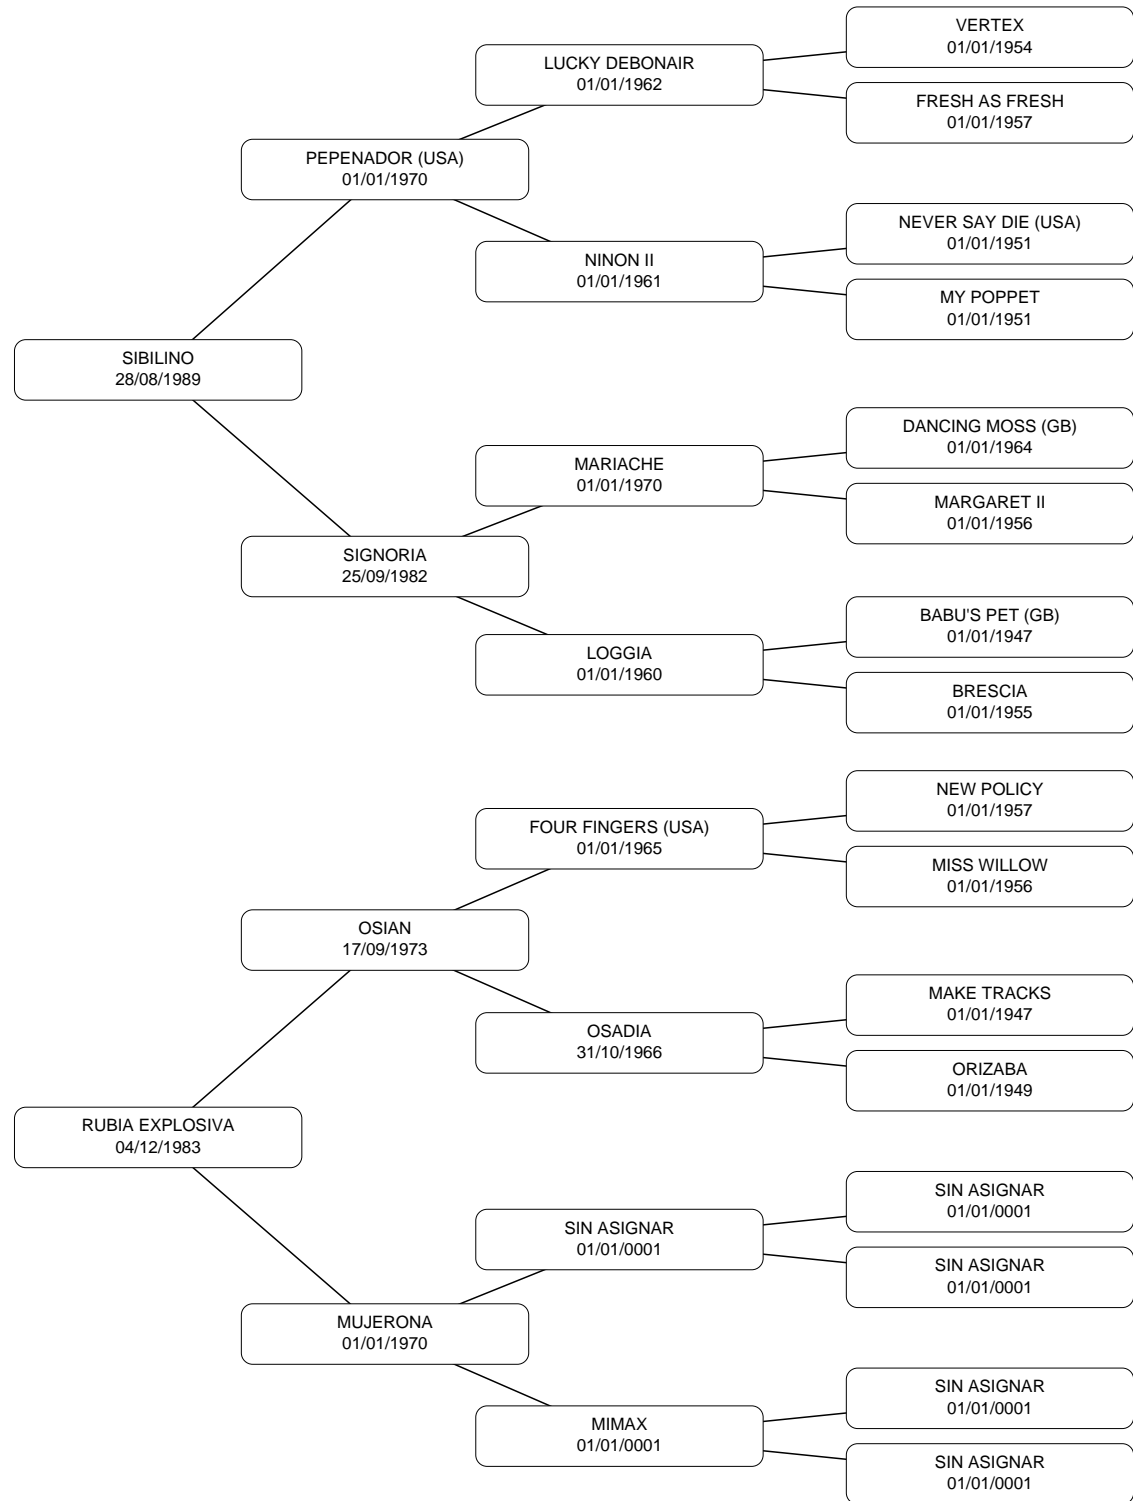 VERTEX
01/01/1954
LUCKY DEBONAIR
01/01/1962
FRESH AS FRESH
01/01/1957
PEPENADOR (USA)
01/01/1970
NEVER SAY DIE (USA)
01/01/1951
NINON II
01/01/1961
MY POPPET
01/01/1951
SIBILINO
28/08/1989
DANCING MOSS (GB)
01/01/1964
MARIACHE
01/01/1970
MARGARET II
01/01/1956
SIGNORIA
25/09/1982
BABU'S PET (GB)
01/01/1947
LOGGIA
01/01/1960
BRESCIA
01/01/1955
NEW POLICY
01/01/1957
FOUR FINGERS (USA)
01/01/1965
MISS WILLOW
01/01/1956
OSIAN
17/09/1973
MAKE TRACKS
01/01/1947
OSADIA
31/10/1966
ORIZABA
01/01/1949
RUBIA EXPLOSIVA
04/12/1983
SIN ASIGNAR
01/01/0001
SIN ASIGNAR
01/01/0001
SIN ASIGNAR
01/01/0001
MUJERONA
01/01/1970
SIN ASIGNAR
01/01/0001
MIMAX
01/01/0001
SIN ASIGNAR
01/01/0001